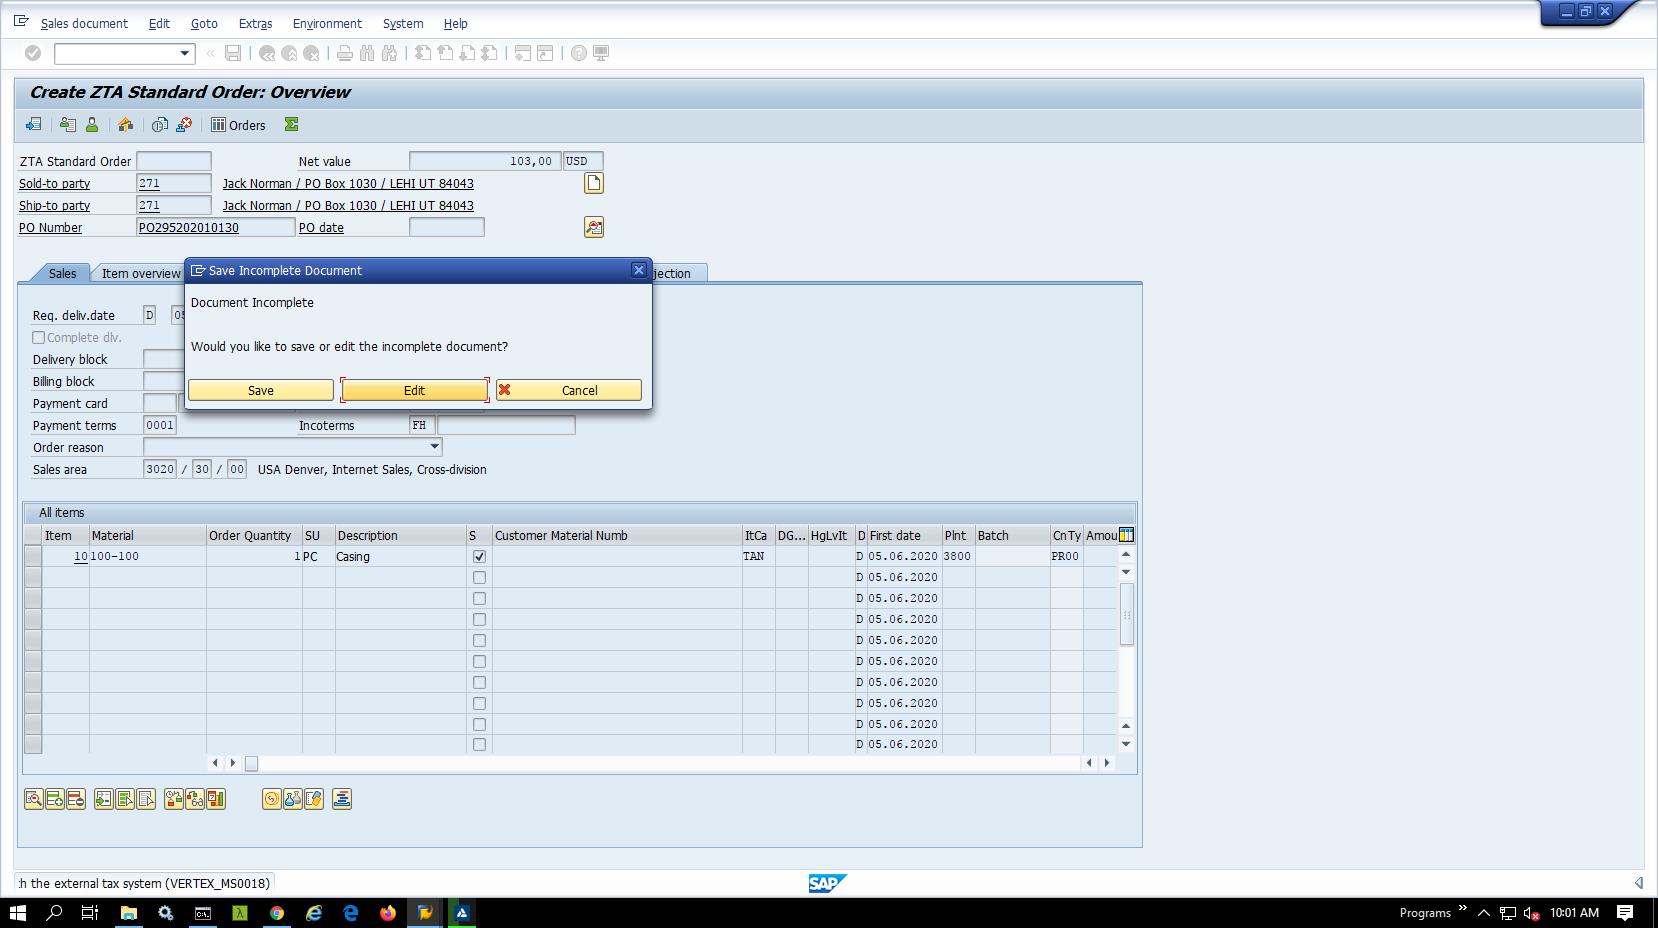 Sales document Edit Goto Extras Environment System Help
Create ZTA Standard Order: Overview
Orders
ZTA Standard Order Net value 103,00 USD
Sold-to party 271 Jack Norman / PO Box 1030 / LEHI UT 84043
Ship-to party 271 Jack Norman / PO Box 1030 / LEHI UT 84043
PO Number PO295202010130 PO date
Sales Item overview jection
Save Incomplete Document
Document Incomplete
Would you like to save or edit the incomplete document?
Save Edit Cancel
Req. deliv.date D 05
Complete dlv.
Delivery block
Billing block
Payment card
Payment terms 0001 Incoterms FH
Order reason
Sales area 3020 / 30 / 00 USA Denver, Internet Sales, Cross-division
All items
Item Material Order Quantity SU Description S Customer Material Numb ItCa DG... HgLvIt D First date Plnt Batch CnTy Amou
10 100-100 1 PC Casing TAN D 05.06.2020 3800 PR00
D 05.06.2020
D 05.06.2020
D 05.06.2020
D 05.06.2020
D 05.06.2020
D 05.06.2020
D 05.06.2020
D 05.06.2020
D 05.06.2020
h the external tax system (VERTEX_MS0018)
SAP
Programs 10:01 AM